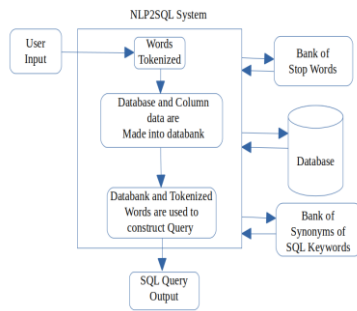 NLP2SQL System
User
Input
Words
Tokenized
Bank of
Stop Words
Database and Column
data are
Made into databank
Database
Databank and Tokenized
Words are used to
construct Query
Bank of
Synonyms of
SQL Keywords
SQL Query
Output